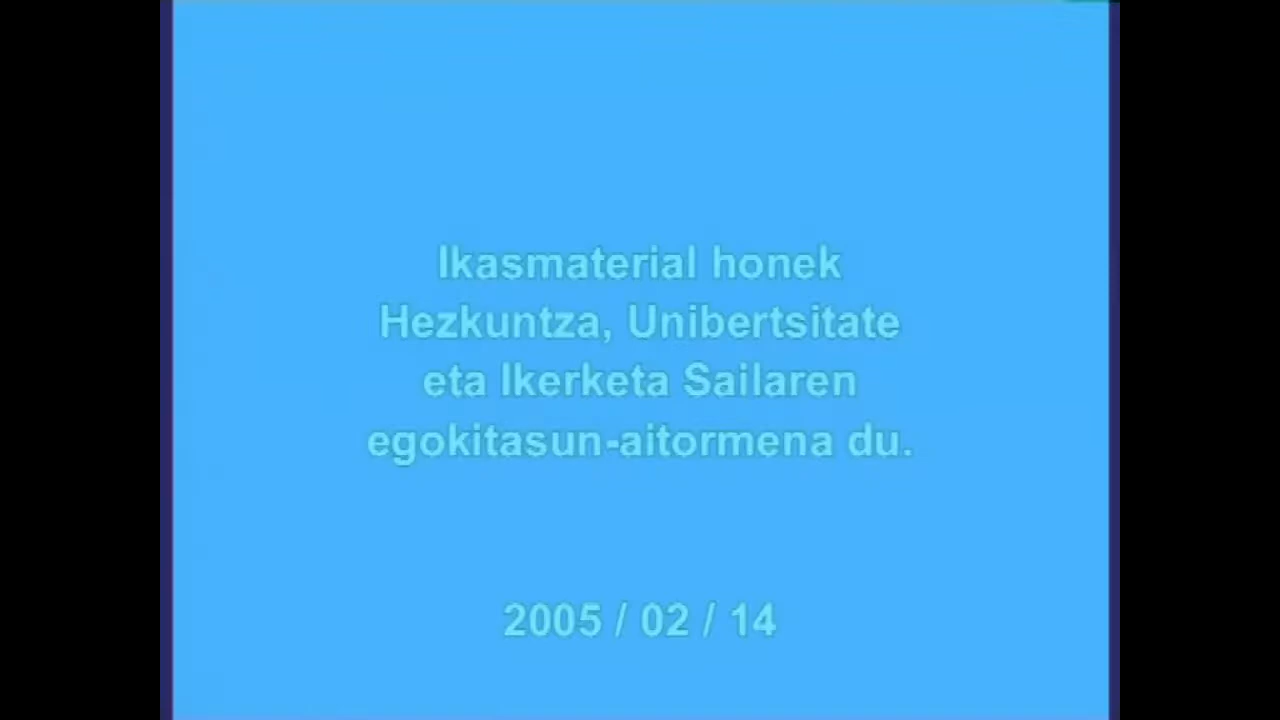 Ikasmaterial honek
Hezkuntza, Unibertsitate
eta Ikerketa Sailaren
egokitasun-aitormena du.
2005 / 02 / 14